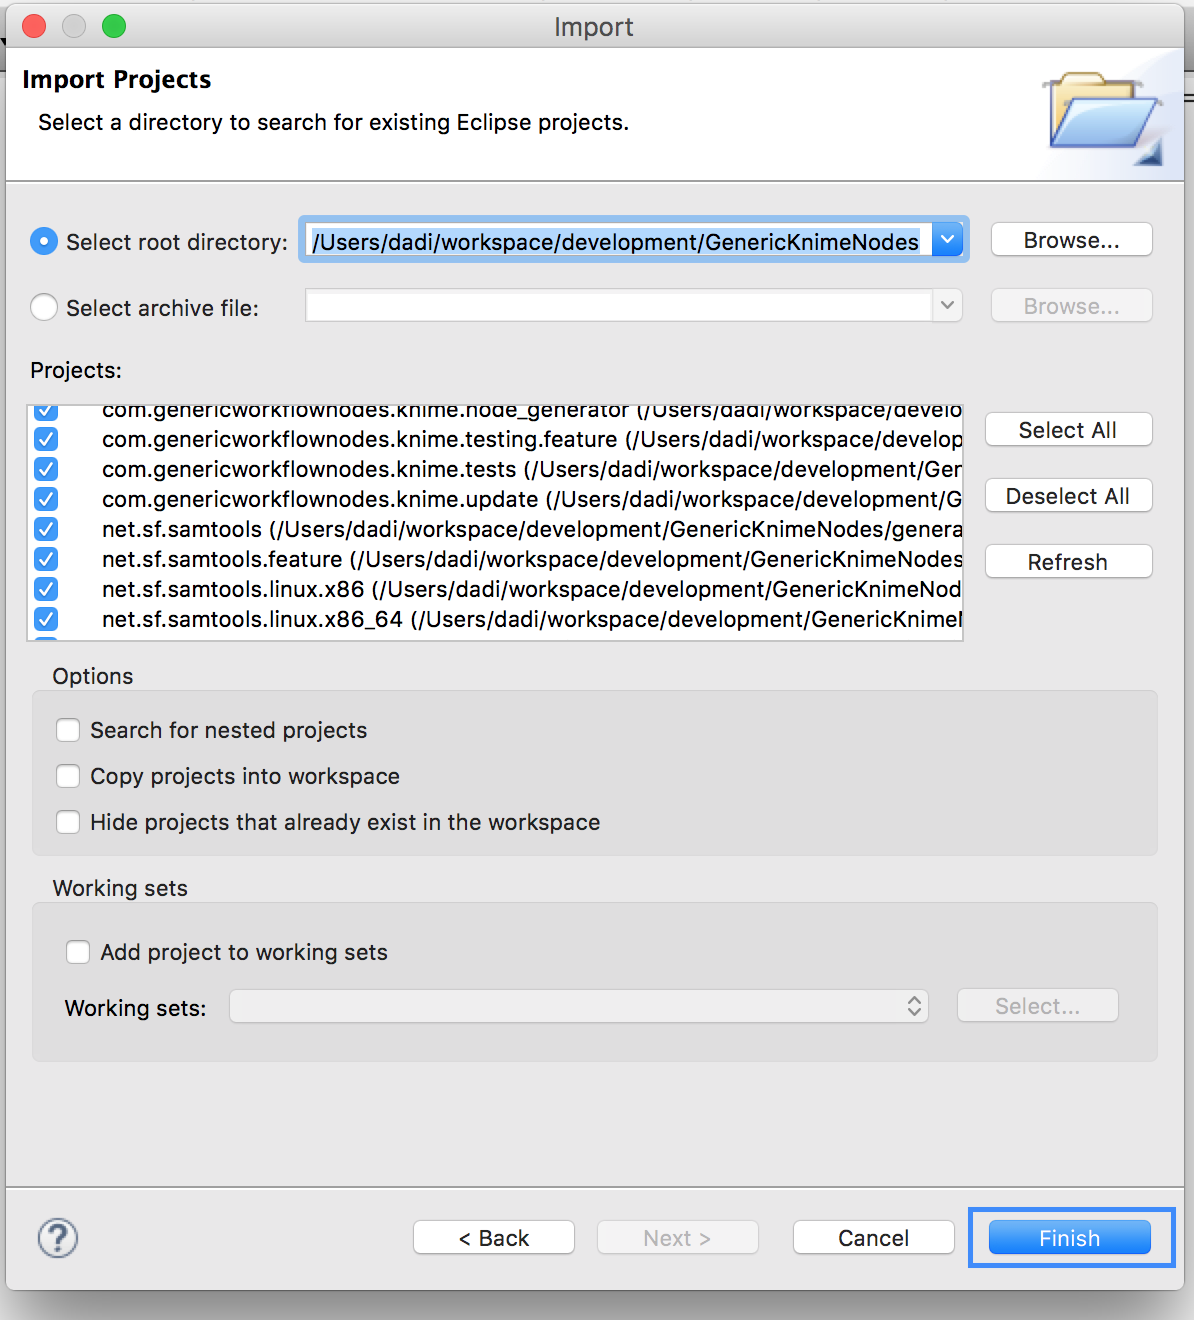 Import
Import Projects
Select a directory to search for existing Eclipse projects.
Select root directory: /Users/dadi/workspace/development/GenericKnimeNodes Browse...
Select archive file: Browse...
Projects:
com.genericworkflownodes.knime.node_generator (/Users/dadi/workspace/develo
com.genericworkflownodes.knime.testing.feature (/Users/dadi/workspace/develop
com.genericworkflownodes.knime.tests (/Users/dadi/workspace/development/Ger
com.genericworkflownodes.knime.update (/Users/dadi/workspace/development/G
net.sf.samtools (/Users/dadi/workspace/development/GenericKnimeNodes/genera
net.sf.samtools.feature (/Users/dadi/workspace/development/GenericKnimeNodes
net.sf.samtools.linux.x86 (/Users/dadi/workspace/development/GenericKnimeNod
net.sf.samtools.linux.x86_64 (/Users/dadi/workspace/development/GenericKnime
Select All
Deselect All
Refresh
Options
Search for nested projects
Copy projects into workspace
Hide projects that already exist in the workspace
Working sets
Add project to working sets
Working sets: Select...
? < Back Next > Cancel Finish